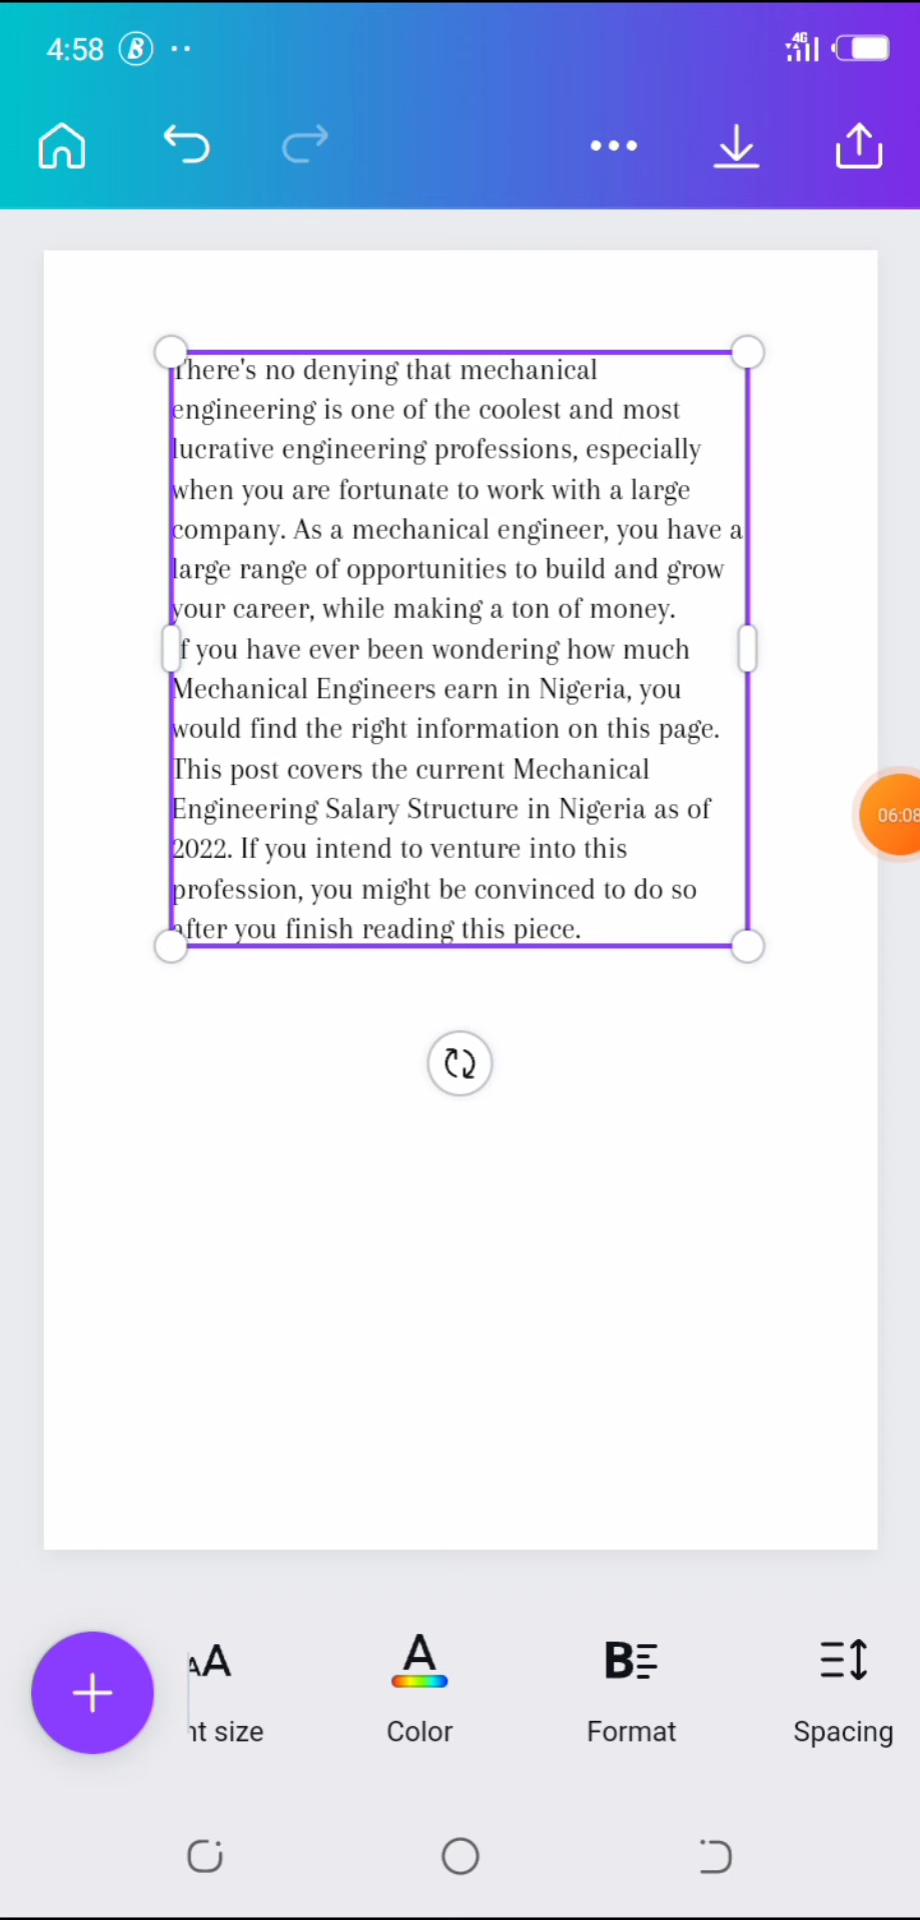 4:58
4G
There's no denying that mechanical
engineering is one of the coolest and most
lucrative engineering professions, especially
when you are fortunate to work with a large
company. As a mechanical engineer, you have a
large range of opportunities to build and grow
your career, while making a ton of money.
If you have ever been wondering how much
Mechanical Engineers earn in Nigeria, you
would find the right information on this page.
This post covers the current Mechanical
Engineering Salary Structure in Nigeria as of
2022. If you intend to venture into this
profession, you might be convinced to do so
after you finish reading this piece.
06:08
nt size
Color
Format
Spacing